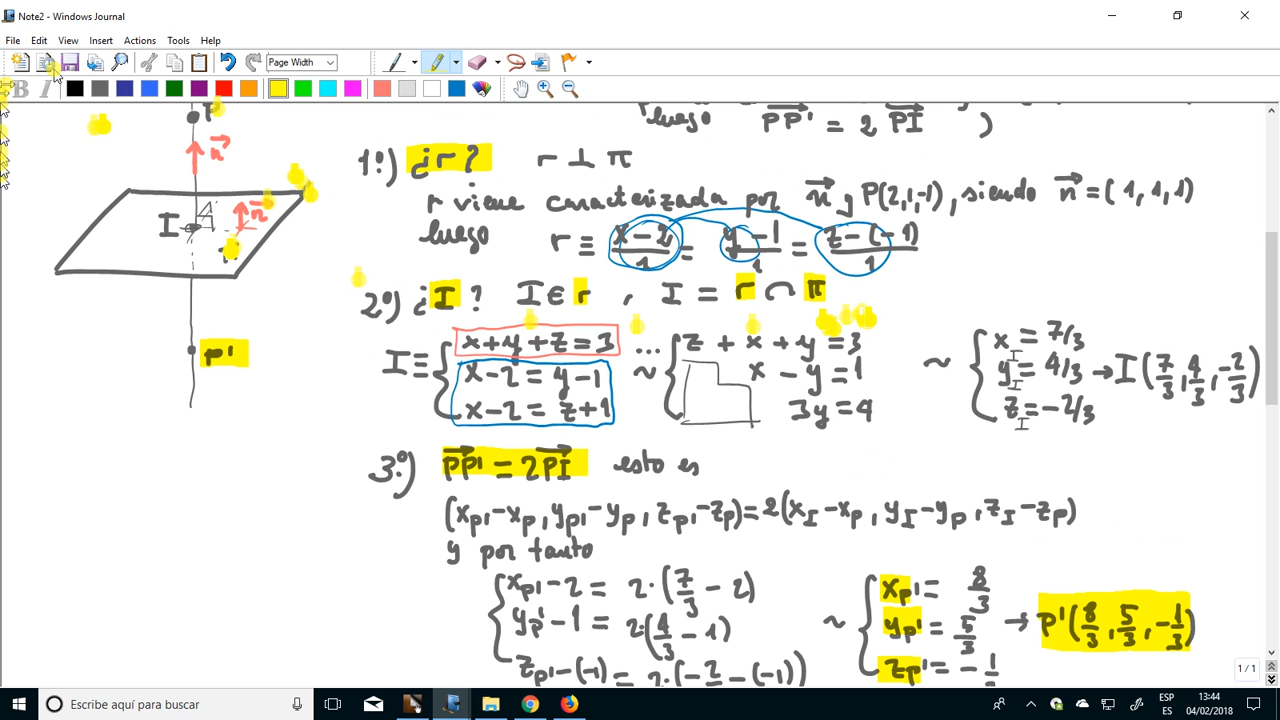 Note2 - Windows Journal
File Edit View Insert Actions Tools Help
Page Width
B I
luego PP' = 2 PI )
n
1º) ¿r? r ⊥ π
r viene caracterizada por n y P(2,1,-1), siendo n = (1,1,1)
luego r ≡ x-2/1 = y-1/1 = z-(-1)/1
I
n
2º) ¿I? I ∈ r , I = r ∩ π
I ≡ { x+y+z=3 ... ~ { z + x + y = 3 ~ { x_I = 7/3
x-2 = y-1 x - y = 1 y_I = 4/3 → I(7/3, 4/3, -2/3)
x-2 = z+1 3y = 4 z_I = -2/3
P'
3º) PP' = 2PI esto es
(xp'-xp, yp'-yp, zp'-zp) = 2(xI-xp, yI-yp, zI-zp)
y por tanto
{ xp'-2 = 2·(7/3 - 2) ~ { xp' = 8/3
yp'-1 = 2·(4/3 - 1) yp' = 5/3 → P'(8/3, 5/3, -1/3)
zp'-(-1) = 2·(-2/3 - (-1)) zp' = -1/3
1 / 1
Escribe aquí para buscar
ESP
ES
13:44
04/02/2018